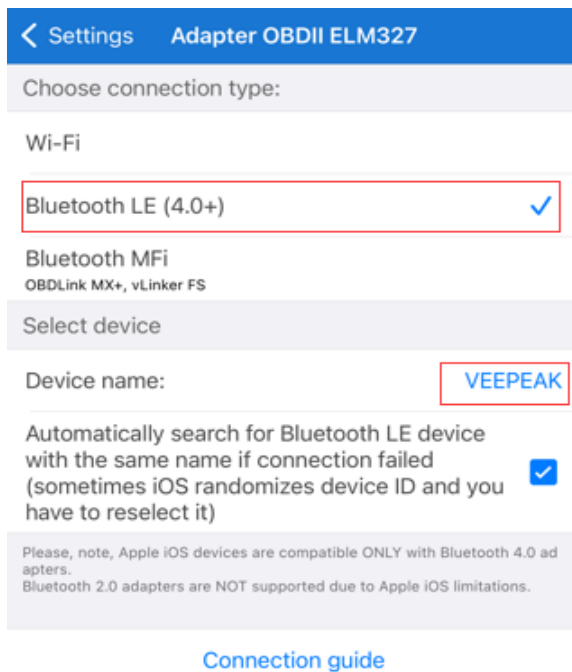 Settings Adapter OBDII ELM327
Choose connection type:
Wi-Fi
Bluetooth LE (4.0+)
Bluetooth MFi
OBDLink MX+, vLinker FS
Select device
Device name: VEEPEAK
Automatically search for Bluetooth LE device
with the same name if connection failed
(sometimes iOS randomizes device ID and you
have to reselect it)
Please, note, Apple iOS devices are compatible ONLY with Bluetooth 4.0 ad
apters.
Bluetooth 2.0 adapters are NOT supported due to Apple iOS limitations.
Connection guide